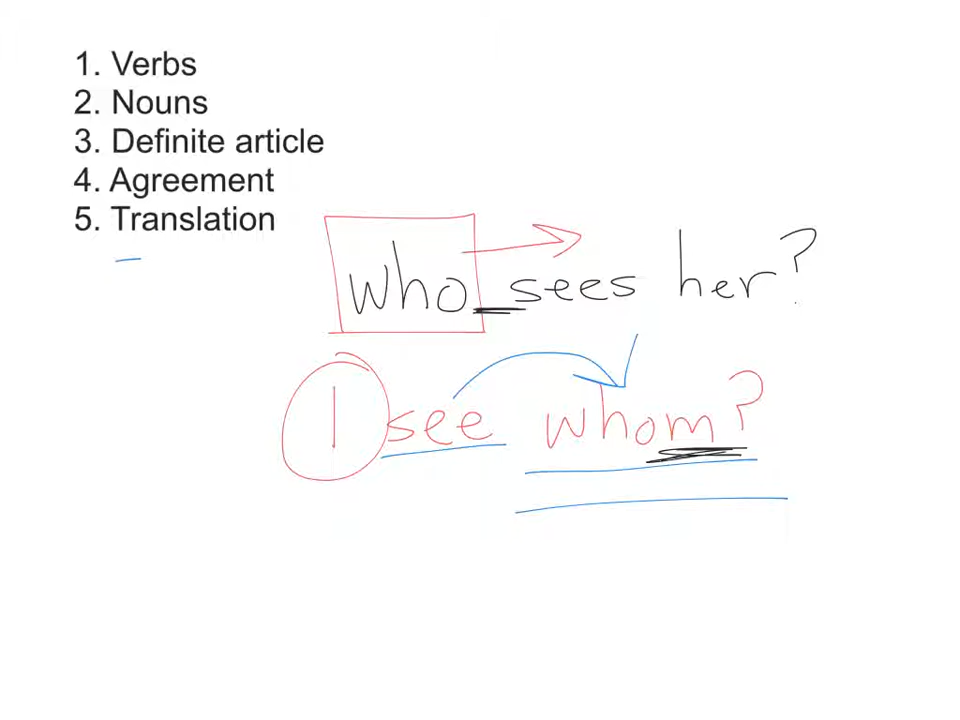 1. Verbs
2. Nouns
3. Definite article
4. Agreement
5. Translation
who sees her?
I see whom?